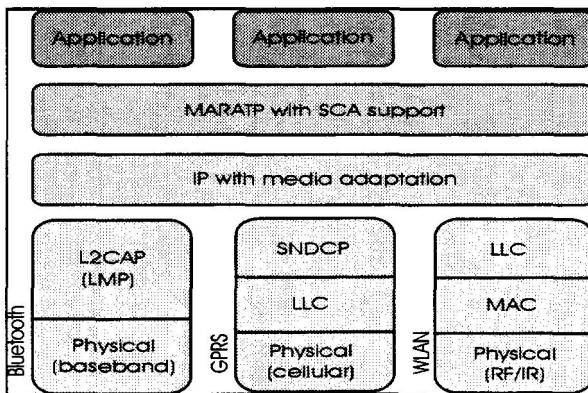 Application Application Application
MARATP with SCA support
IP with media adaptation
Bluetooth
L2CAP
(LMP)
Physical
(baseband)
GPRS
SNDCP
LLC
Physical
(cellular)
WLAN
LLC
MAC
Physical
(RF/IR)